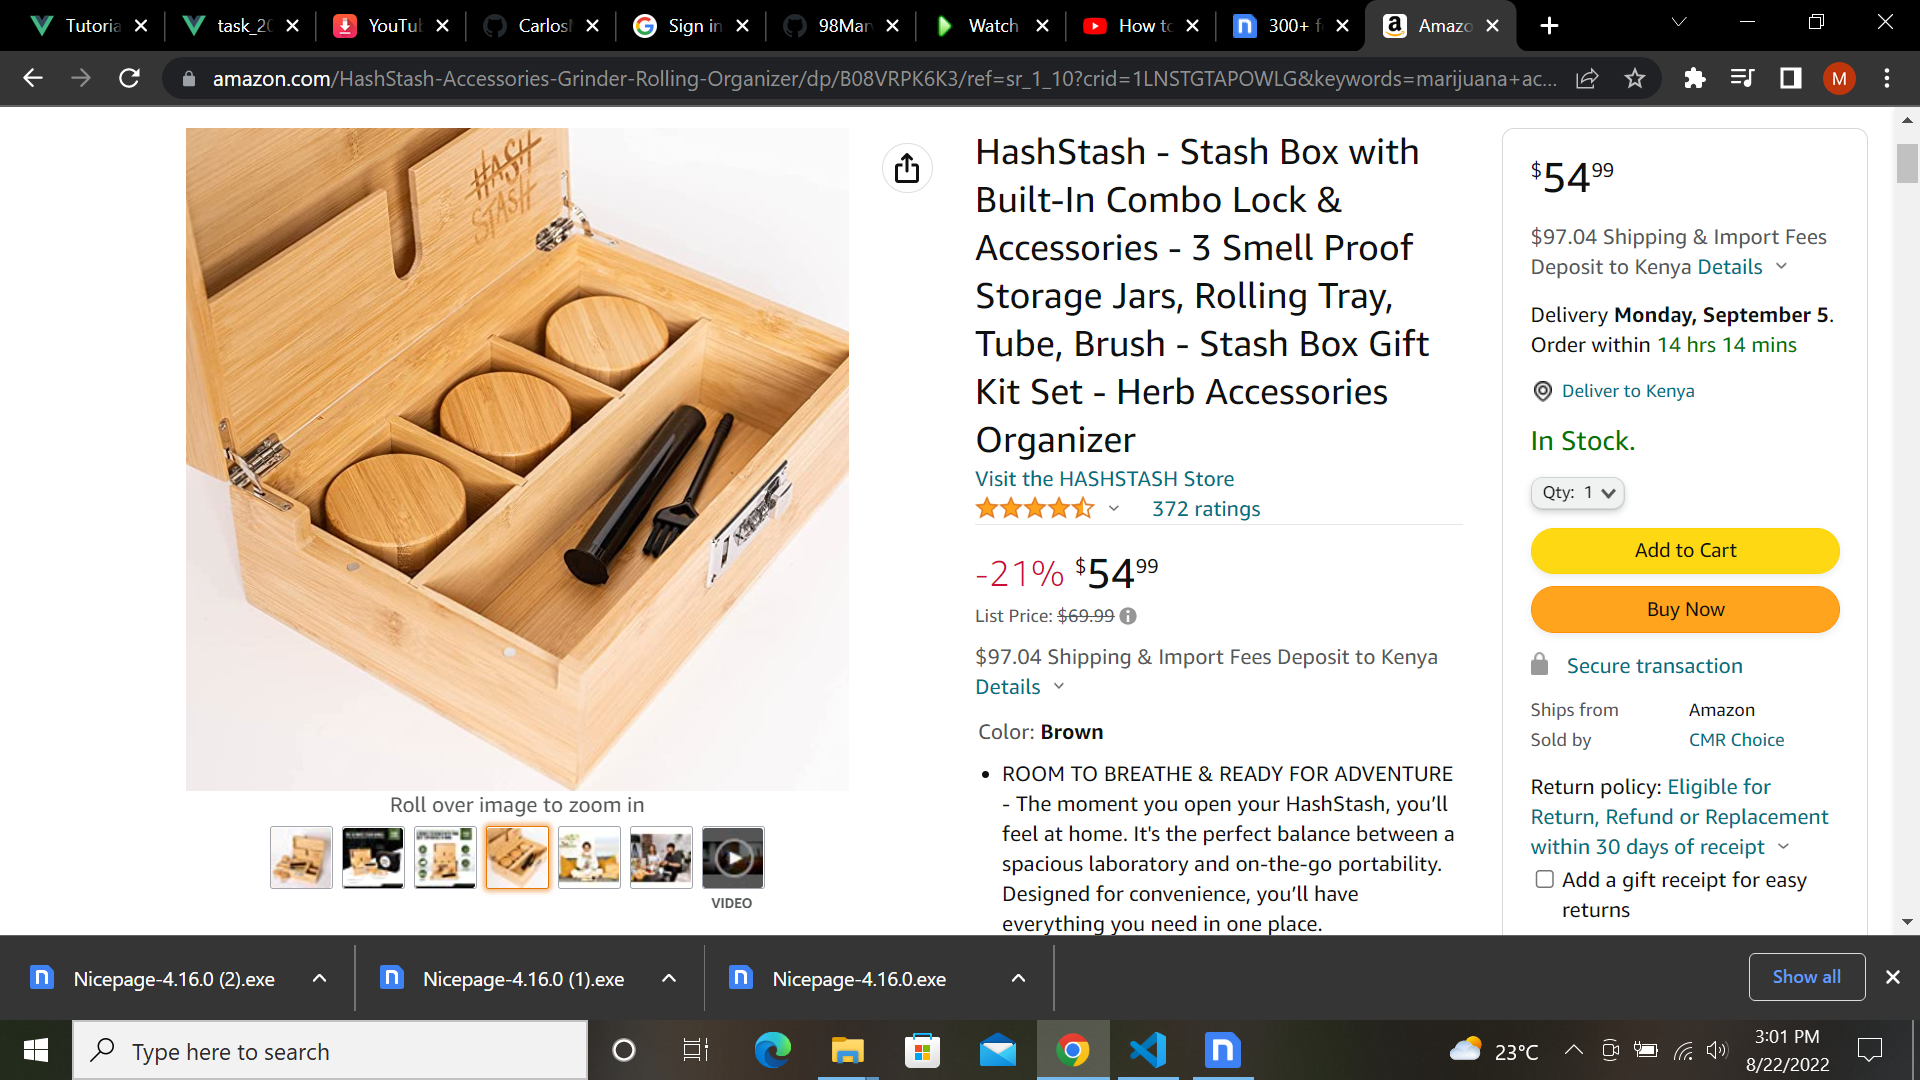 Tutoria
task_20
YouTub
Carlos
Sign in
98Mar
Watch
How to
300+ f
Amazo
amazon.com/HashStash-Accessories-Grinder-Rolling-Organizer/dp/B08VRPK6K3/ref=sr_1_10?crid=1LNSTGTAPOWLG&keywords=marijuana+ac...
M
HASH
STASH
Roll over image to zoom in
VIDEO
HashStash - Stash Box with
Built-In Combo Lock &
Accessories - 3 Smell Proof
Storage Jars, Rolling Tray,
Tube, Brush - Stash Box Gift
Kit Set - Herb Accessories
Organizer
Visit the HASHSTASH Store
372 ratings
-21% $54 99
List Price: $69.99
$97.04 Shipping & Import Fees Deposit to Kenya
Details
Color: Brown
• ROOM TO BREATHE & READY FOR ADVENTURE
- The moment you open your HashStash, you’ll
feel at home. It's the perfect balance between a
spacious laboratory and on-the-go portability.
Designed for convenience, you’ll have
everything you need in one place.
$54 99
$97.04 Shipping & Import Fees
Deposit to Kenya Details
Delivery Monday, September 5.
Order within 14 hrs 14 mins
Deliver to Kenya
In Stock.
Qty: 1
Add to Cart
Buy Now
Secure transaction
Ships from Amazon
Sold by CMR Choice
Return policy: Eligible for
Return, Refund or Replacement
within 30 days of receipt
Add a gift receipt for easy
returns
Nicepage-4.16.0 (2).exe
Nicepage-4.16.0 (1).exe
Nicepage-4.16.0.exe
Show all
Type here to search
23°C
3:01 PM
8/22/2022